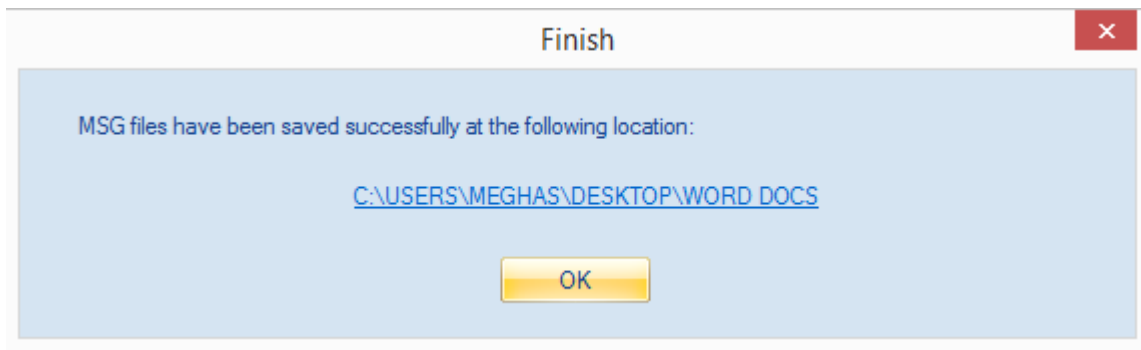 Finish
MSG files have been saved successfully at the following location:
C:\USERS\MEGHAS\DESKTOP\WORD DOCS
OK